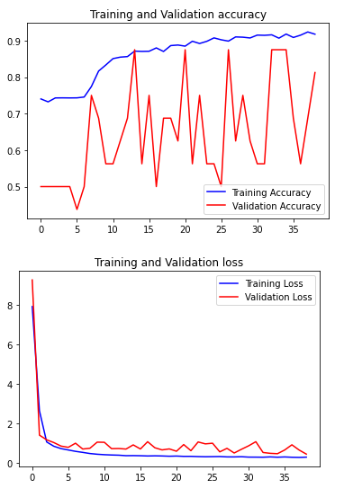 Training and Validation accuracy
0.9
0.8
0.7
0.6
0.5
Training Accuracy
Validation Accuracy
0 5 10 15 20 25 30 35
Training and Validation loss
Training Loss
Validation Loss
8
6
4
2
0
0 5 10 15 20 25 30 35